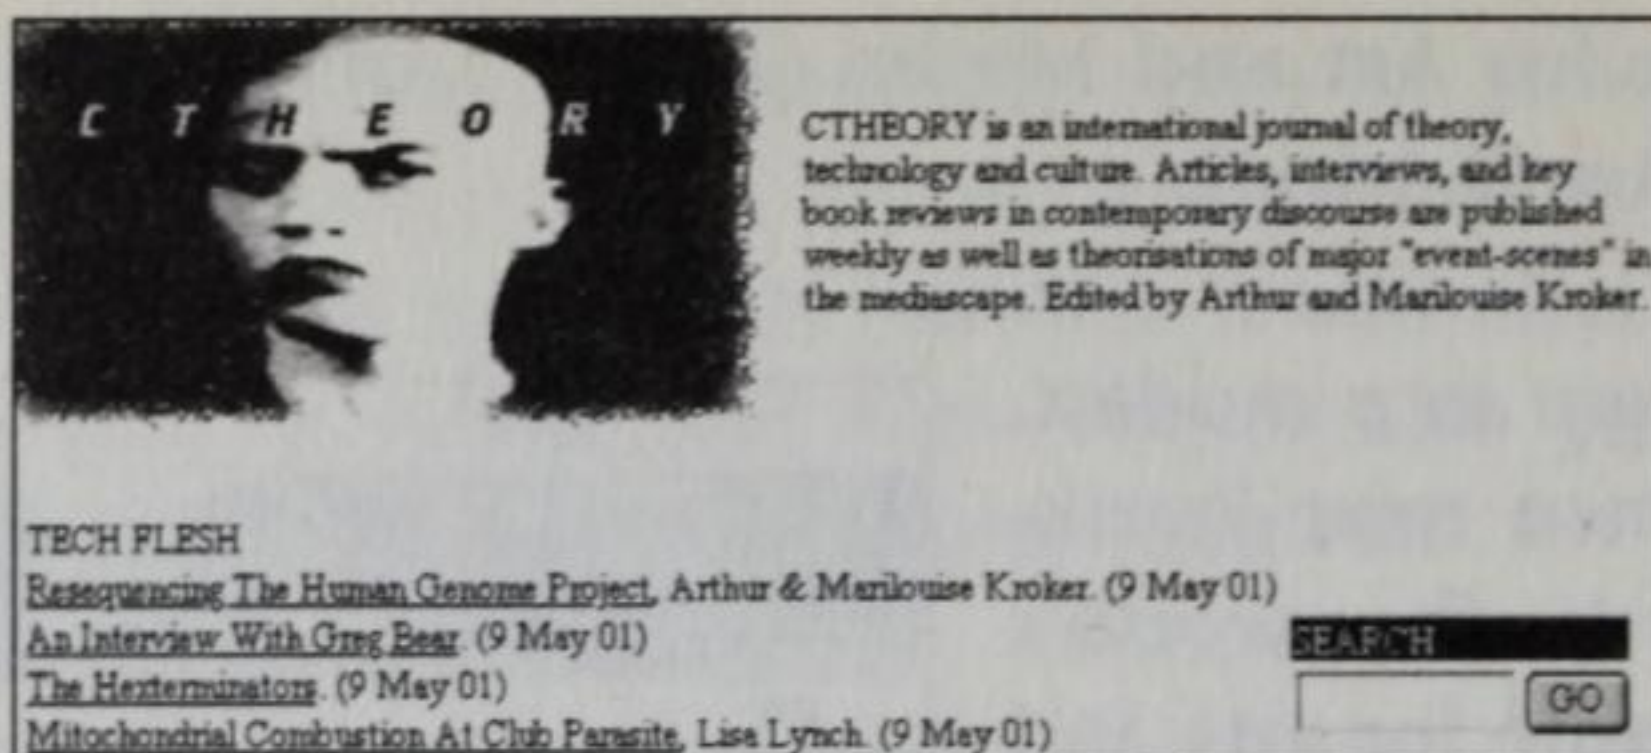 C T H E O R Y
CTHEORY is an international journal of theory,
technology and culture. Articles, interviews, and key
book reviews in contemporary discourse are published
weekly as well as theorisations of major "event-scenes" in
the mediascape. Edited by Arthur and Marilouise Kroker.
TECH FLESH
Resequencing The Human Genome Project, Arthur & Marilouise Kroker. (9 May 01)
An Interview With Greg Bear. (9 May 01)
The Hexterminators. (9 May 01)
Mitochondrial Combustion At Club Parasite, Lisa Lynch. (9 May 01)
SEARCH
GO